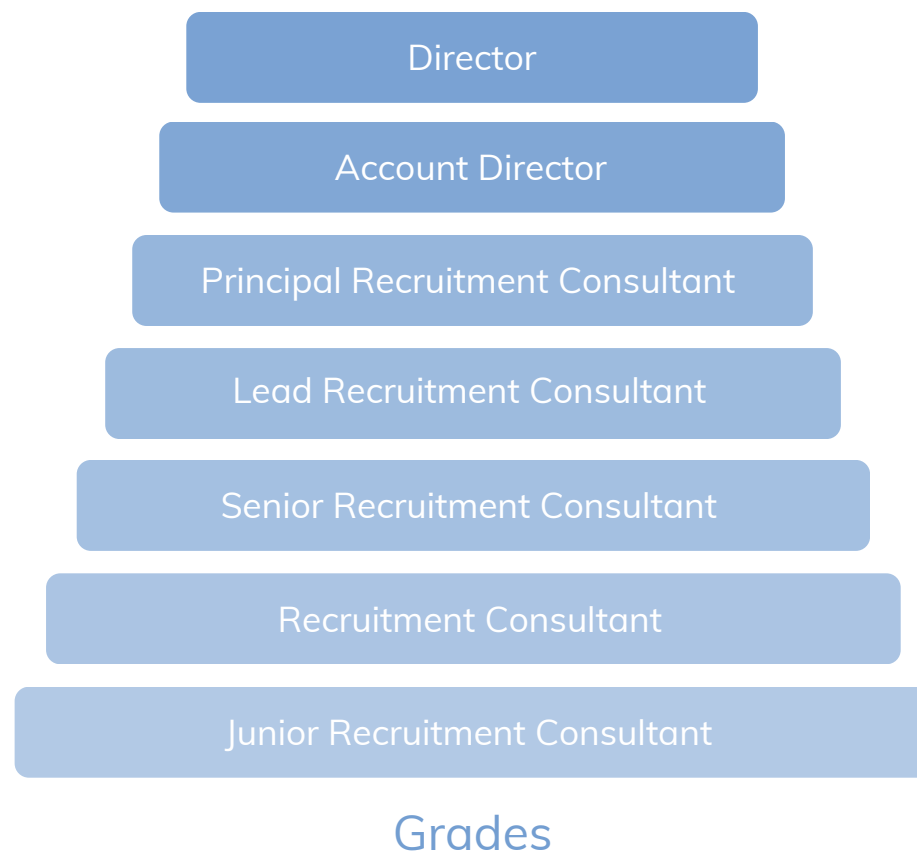 Director
Account Director
Principal Recruitment Consultant
Lead Recruitment Consultant
Senior Recruitment Consultant
Recruitment Consultant
Junior Recruitment Consultant
Grades